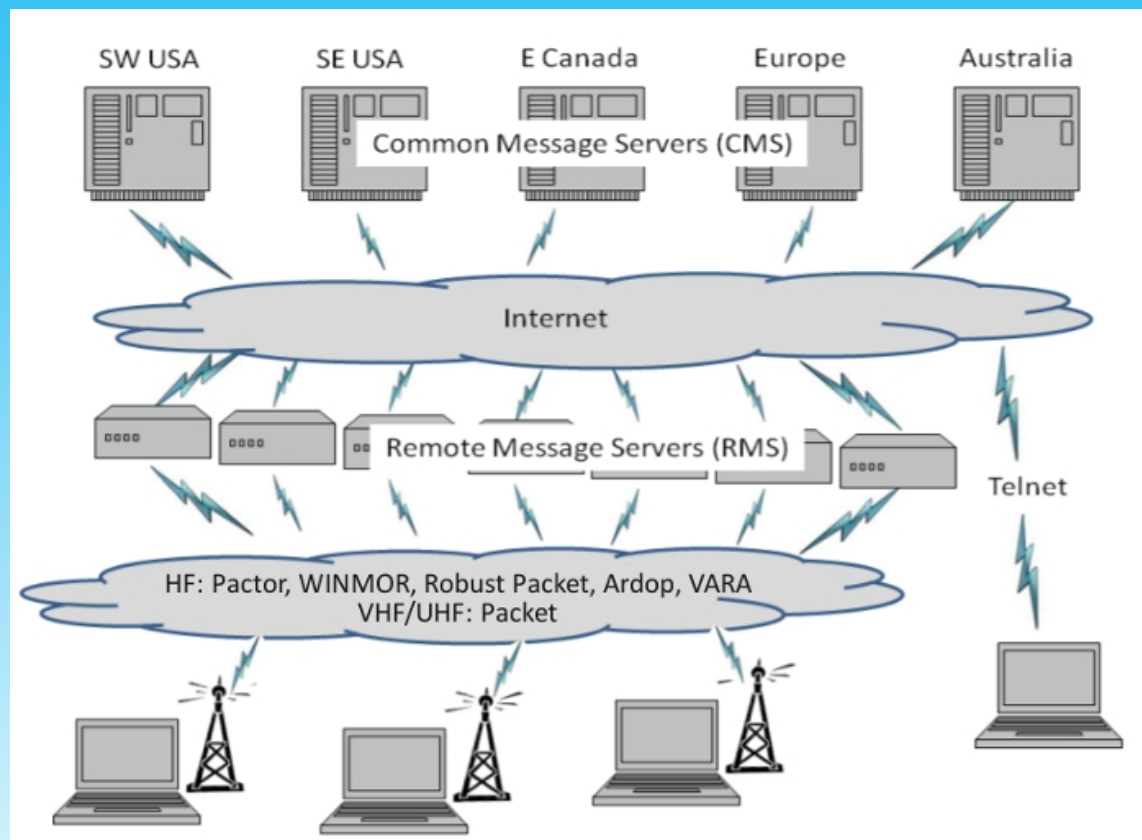 SW USA
SE USA
E Canada
Europe
Australia
Common Message Servers (CMS)
Internet
Remote Message Servers (RMS)
Telnet
HF: Pactor, WINMOR, Robust Packet, Ardop, VARA
VHF/UHF: Packet